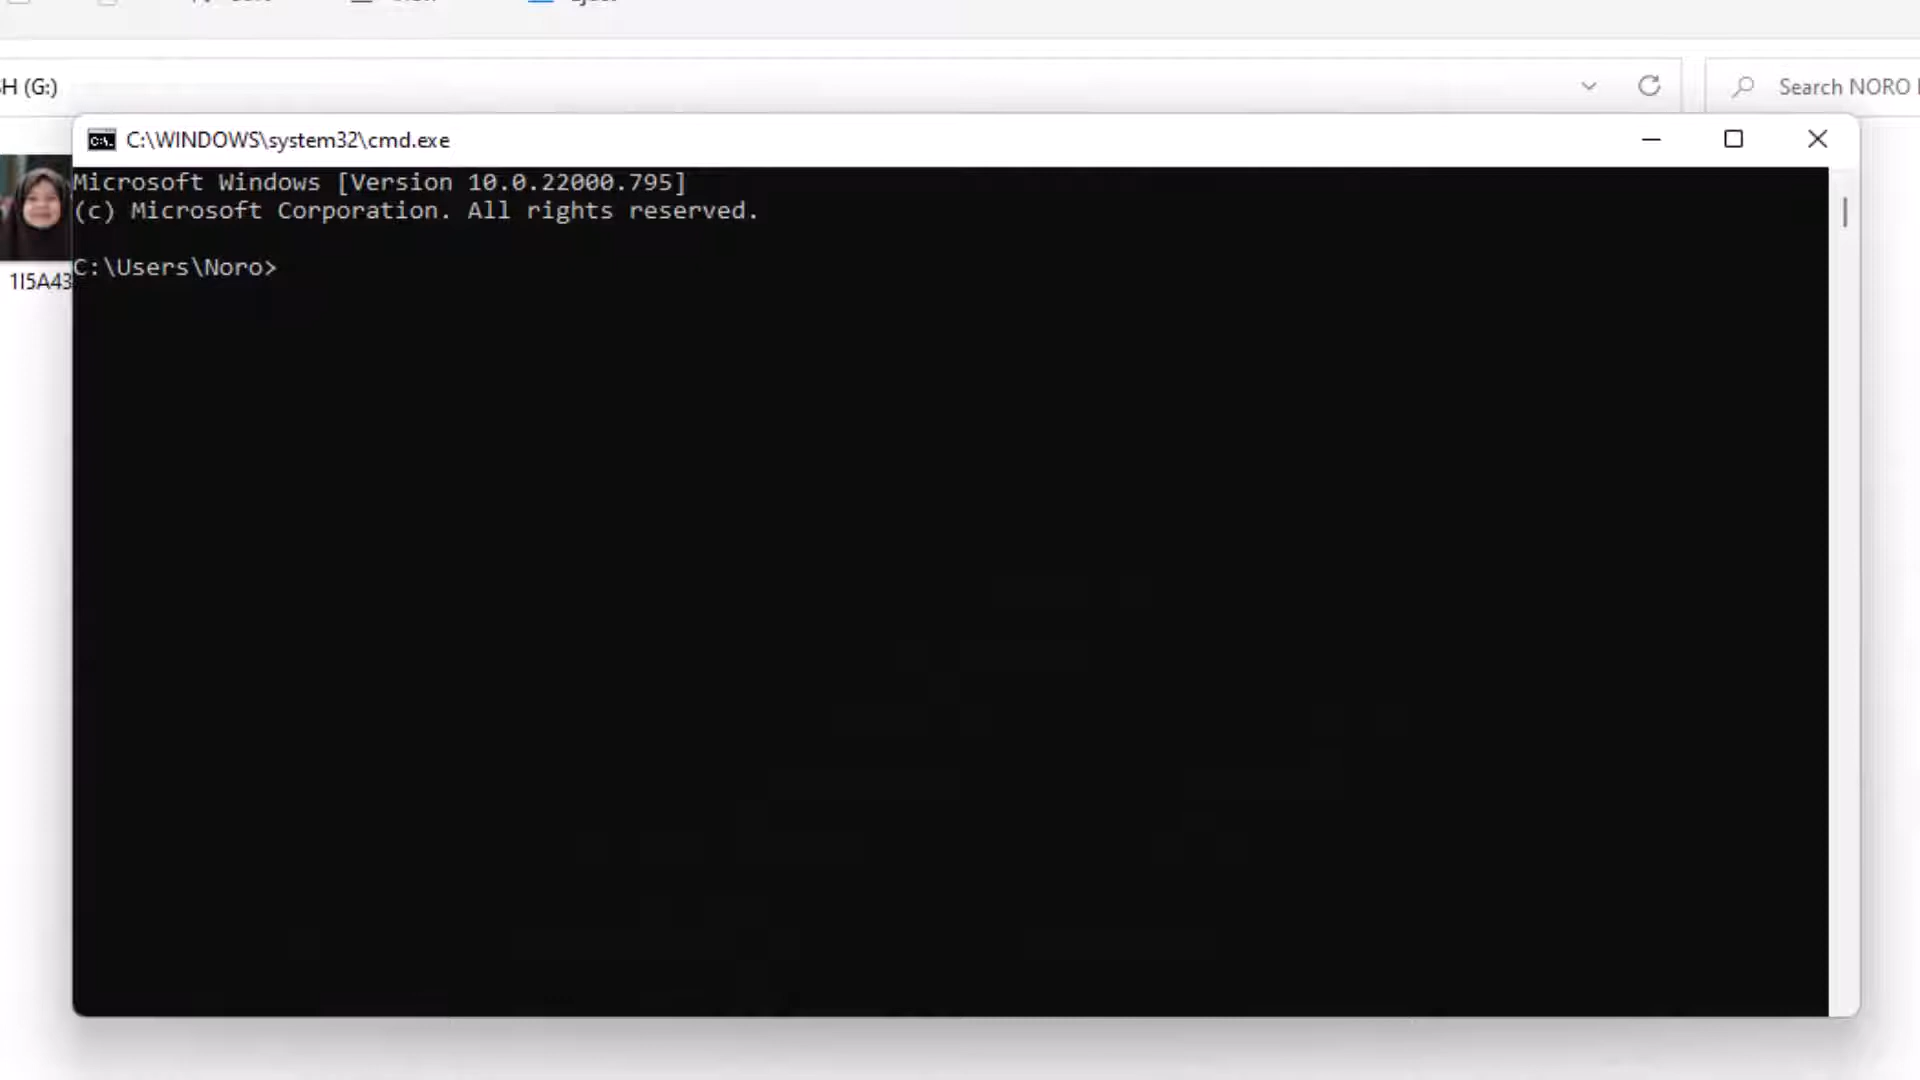 H (G:)
Search NORO
C:\WINDOWS\system32\cmd.exe
Microsoft Windows [Version 10.0.22000.795]
(c) Microsoft Corporation. All rights reserved.
C:\Users\Noro>
1I5A43